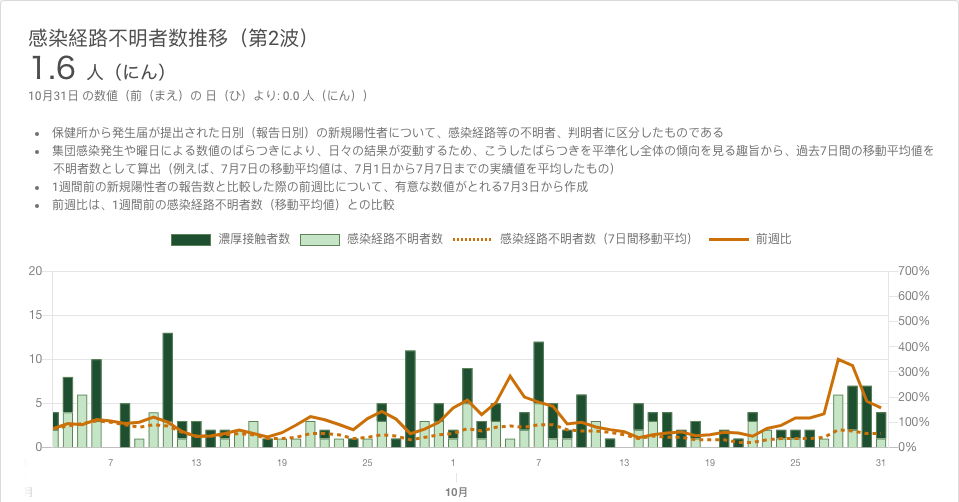 感染経路不明者数推移（第2波）
1.6 人（にん）
10月31日 の数値（前（まえ）の 日（ひ）より: 0.0 人（にん））
• 保健所から発生届が提出された日別（報告日別）の新規陽性者について、感染経路等の不明者、判明者に区分したものである
• 集団感染発生や曜日による数値のばらつきにより、日々の結果が変動するため、こうしたばらつきを平準化し全体の傾向を見る趣旨から、過去7日間の移動平均値を
不明者数として算出（例えば、7月7日の移動平均値は、7月1日から7月7日までの実績値を平均したもの）
• 1週間前の新規陽性者の報告数と比較した際の前週比について、有意な数値がとれる7月3日から作成
• 前週比は、1週間前の感染経路不明者数（移動平均値）との比較
濃厚接触者数 感染経路不明者数 感染経路不明者数（7日間移動平均） 前週比
20 700%
600%
15 500%
400%
10 300%
200%
5 100%
0 0%
7 13 19 25 1 7 13 19 25 31
月 10月